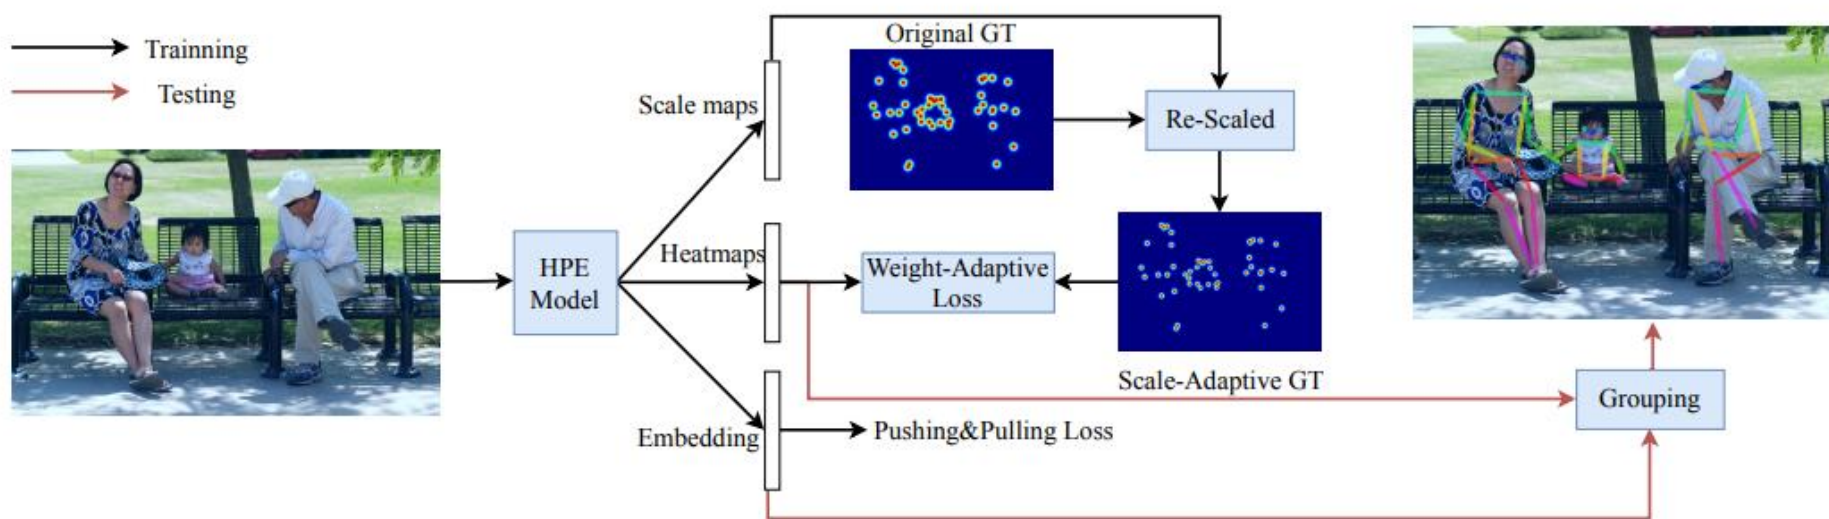 Trainning
Testing
Original GT
Scale maps
Re-Scaled
Heatmaps
HPE
Model
Weight-Adaptive
Loss
Scale-Adaptive GT
Grouping
Embedding
Pushing&Pulling Loss